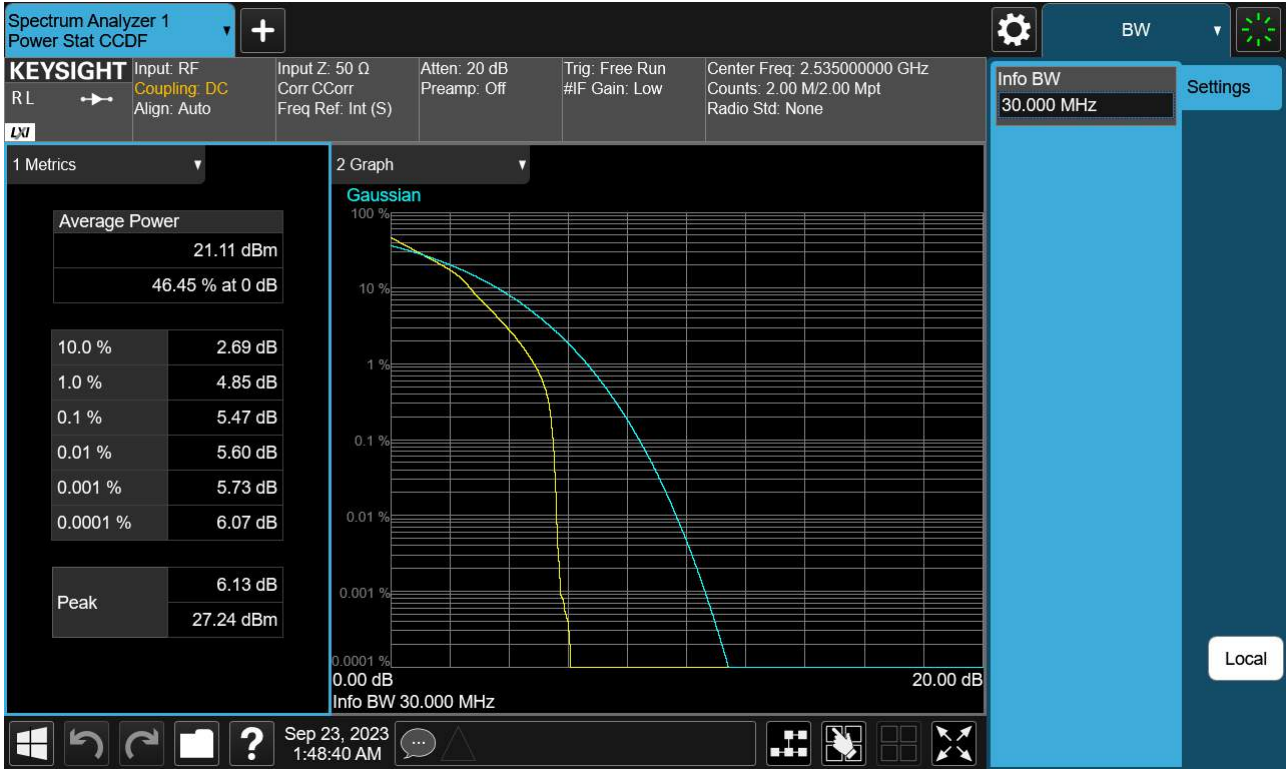 Spectrum Analyzer 1
Power Stat CCDF
BW
KEYSIGHT
R L
LXI
Input: RF
Coupling: DC
Align: Auto
Input Z: 50 Ω
Corr CCorr
Freq Ref: Int (S)
Atten: 20 dB
Preamp: Off
Trig: Free Run
#IF Gain: Low
Center Freq: 2.535000000 GHz
Counts: 2.00 M/2.00 Mpt
Radio Std: None
Info BW
30.000 MHz
Settings
1 Metrics
Average Power
21.11 dBm
46.45 % at 0 dB
10.0 % 2.69 dB
1.0 % 4.85 dB
0.1 % 5.47 dB
0.01 % 5.60 dB
0.001 % 5.73 dB
0.0001 % 6.07 dB
Peak
6.13 dB
27.24 dBm
2 Graph
Gaussian
100 %
10 %
1 %
0.1 %
0.01 %
0.001 %
0.0001 %
0.00 dB 20.00 dB
Info BW 30.000 MHz
Local
?
Sep 23, 2023
1:48:40 AM